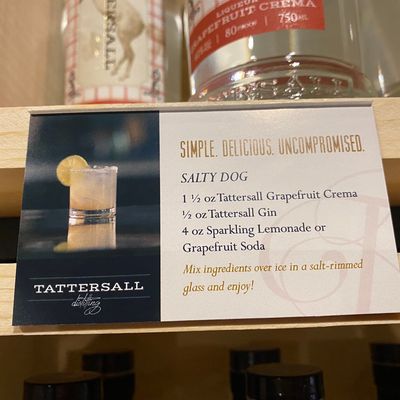 TATTERSALL
LIQUEUR
GRAPEFRUIT CREMA
80 PROOF
750ML
SIMPLE. DELICIOUS. UNCOMPROMISED.
SALTY DOG
1 ½ oz Tattersall Grapefruit Crema
½ oz Tattersall Gin
4 oz Sparkling Lemonade or
Grapefruit Soda
Mix ingredients over ice in a salt-rimmed
glass and enjoy!
TATTERSALL
distilling